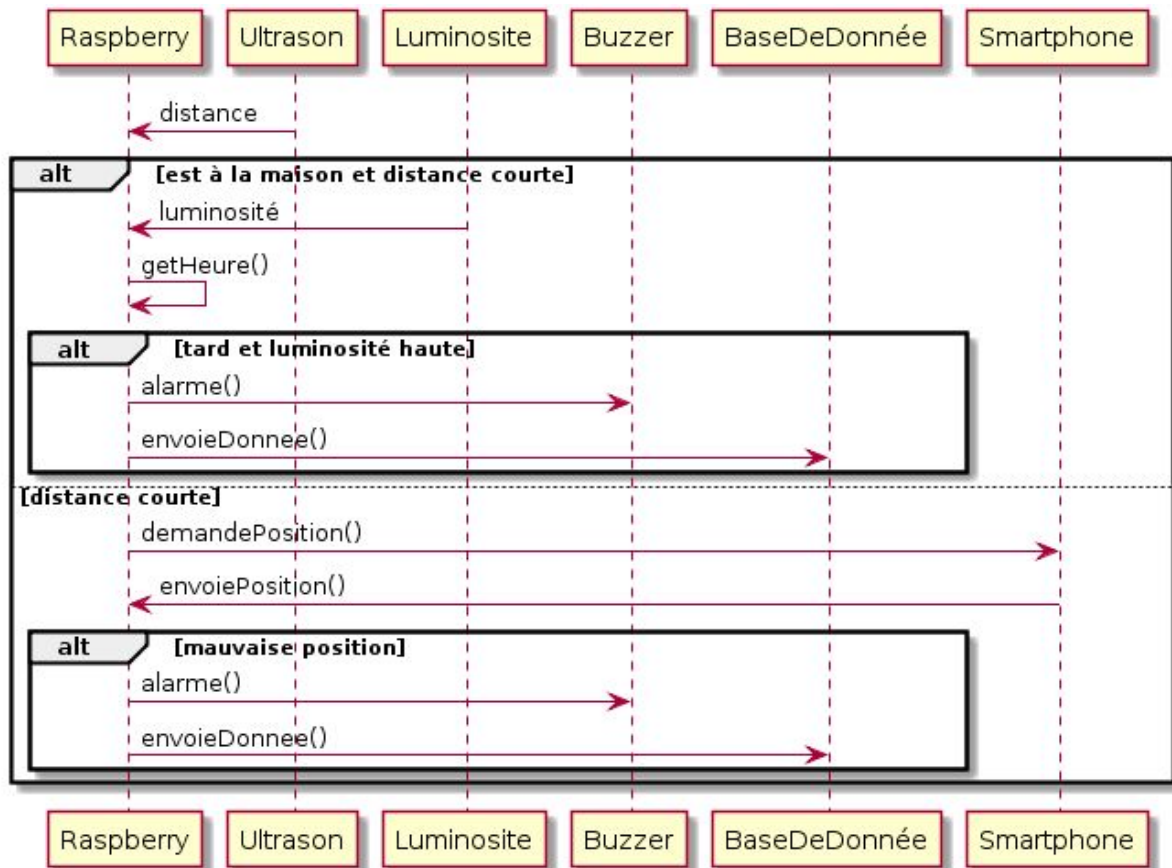 Raspberry Ultrason Luminosite Buzzer BaseDeDonnée Smartphone
distance
alt [est à la maison et distance courte]
luminosité
getHeure()
alt [tard et luminosité haute]
alarme()
envoieDonnee()
[distance courte]
demandePosition()
envoiePosition()
alt [mauvaise position]
alarme()
envoieDonnee()
Raspberry Ultrason Luminosite Buzzer BaseDeDonnée Smartphone